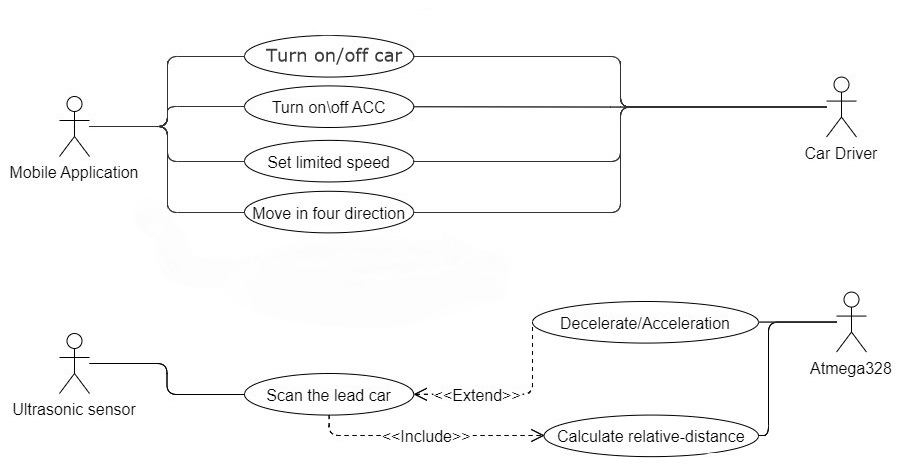 Turn on/off car
Turn on\off ACC
Set limited speed
Move in four direction
Mobile Application
Car Driver
Decelerate/Acceleration
Atmega328
Scan the lead car
<<Extend>>
Ultrasonic sensor
<<Include>>
Calculate relative-distance